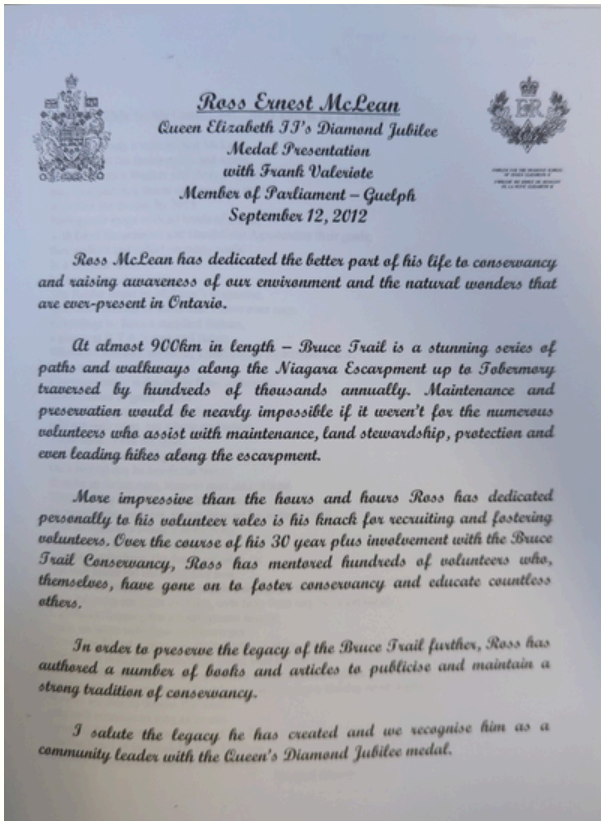 Ross Ernest McLean
Queen Elizabeth II's Diamond Jubilee
Medal Presentation
with Frank Valeriote
Member of Parliament – Guelph
September 12, 2012
Ross McLean has dedicated the better part of his life to conservancy
and raising awareness of our environment and the natural wonders that
are ever-present in Ontario.
At almost 900km in length – Bruce Trail is a stunning series of
paths and walkways along the Niagara Escarpment up to Tobermory
traversed by hundreds of thousands annually. Maintenance and
preservation would be nearly impossible if it weren't for the numerous
volunteers who assist with maintenance, land stewardship, protection and
even leading hikes along the escarpment.
More impressive than the hours and hours Ross has dedicated
personally to his volunteer roles is his knack for recruiting and fostering
volunteers. Over the course of his 30 year plus involvement with the Bruce
Trail Conservancy, Ross has mentored hundreds of volunteers who,
themselves, have gone on to foster conservancy and educate countless
others.
In order to preserve the legacy of the Bruce Trail further, Ross has
authored a number of books and articles to publicise and maintain a
strong tradition of conservancy.
I salute the legacy he has created and we recognise him as a
community leader with the Queen's Diamond Jubilee medal.